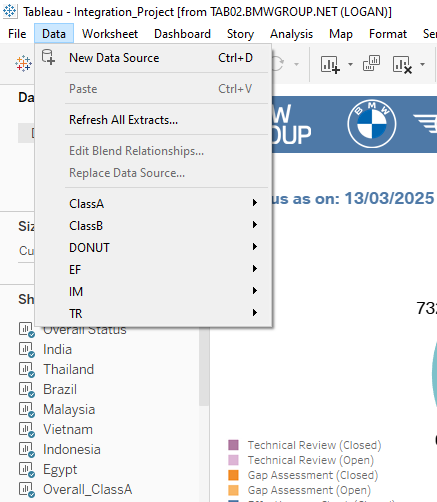 Tableau - Integration_Project [from TAB02.BMWGROUP.NET (LOGAN)]
File Data Worksheet Dashboard Story Analysis Map Format
New Data Source Ctrl+D
Paste Ctrl+V
Refresh All Extracts...
Edit Blend Relationships...
Replace Data Source...
ClassA
ClassB
DONUT
EF
IM
TR
Da
BMW
GROUP
us as on: 13/03/2025
Siz
Cu
Sh
732
Overall Status
India
Thailand
Brazil
Malaysia
Vietnam
Indonesia
Egypt
Overall_ClassA
Technical Review (Closed)
Technical Review (Open)
Gap Assessment (Closed)
Gap Assessment (Open)